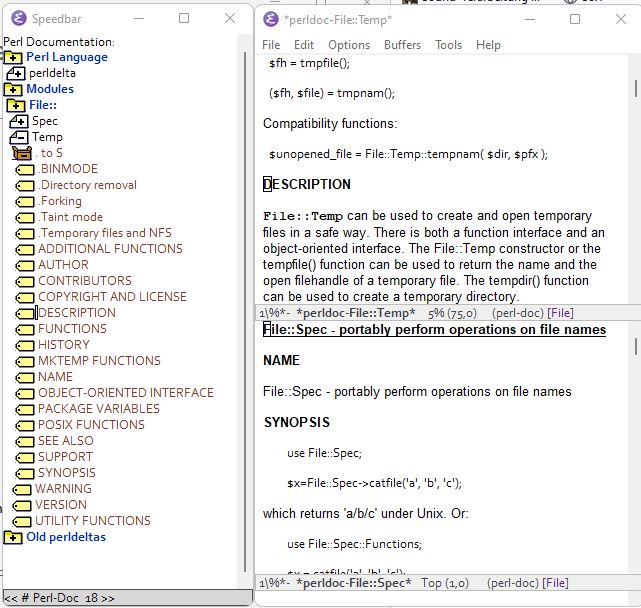 Speedbar
Perl Documentation:
Perl Language
perldelta
Modules
File::
Spec
Temp
. to S
.BINMODE
.Directory removal
.Forking
.Taint mode
.Temporary files and NFS
ADDITIONAL FUNCTIONS
AUTHOR
CONTRIBUTORS
COPYRIGHT AND LICENSE
DESCRIPTION
FUNCTIONS
HISTORY
MKTEMP FUNCTIONS
NAME
OBJECT-ORIENTED INTERFACE
PACKAGE VARIABLES
POSIX FUNCTIONS
SEE ALSO
SUPPORT
SYNOPSIS
WARNING
VERSION
UTILITY FUNCTIONS
Old perldeltas
<< # Perl-Doc 18 >>
*perldoc-File::Temp*
File Edit Options Buffers Tools Help
$fh = tmpfile();
($fh, $file) = tmpnam();
Compatibility functions:
$unopened_file = File::Temp::tempnam( $dir, $pfx );
DESCRIPTION
File::Temp can be used to create and open temporary
files in a safe way. There is both a function interface and an
object-oriented interface. The File::Temp constructor or the
tempfile() function can be used to return the name and the
open filehandle of a temporary file. The tempdir() function
can be used to create a temporary directory.
1\%*- *perldoc-File::Temp* 5% (75,0) (perl-doc) [File]
File::Spec - portably perform operations on file names
NAME
File::Spec - portably perform operations on file names
SYNOPSIS
use File::Spec;
$x=File::Spec->catfile('a', 'b', 'c');
which returns 'a/b/c' under Unix. Or:
use File::Spec::Functions;
$x = catfile('a', 'b', 'c');
1\%*- *perldoc-File::Spec* Top (1,0) (perl-doc) [File]